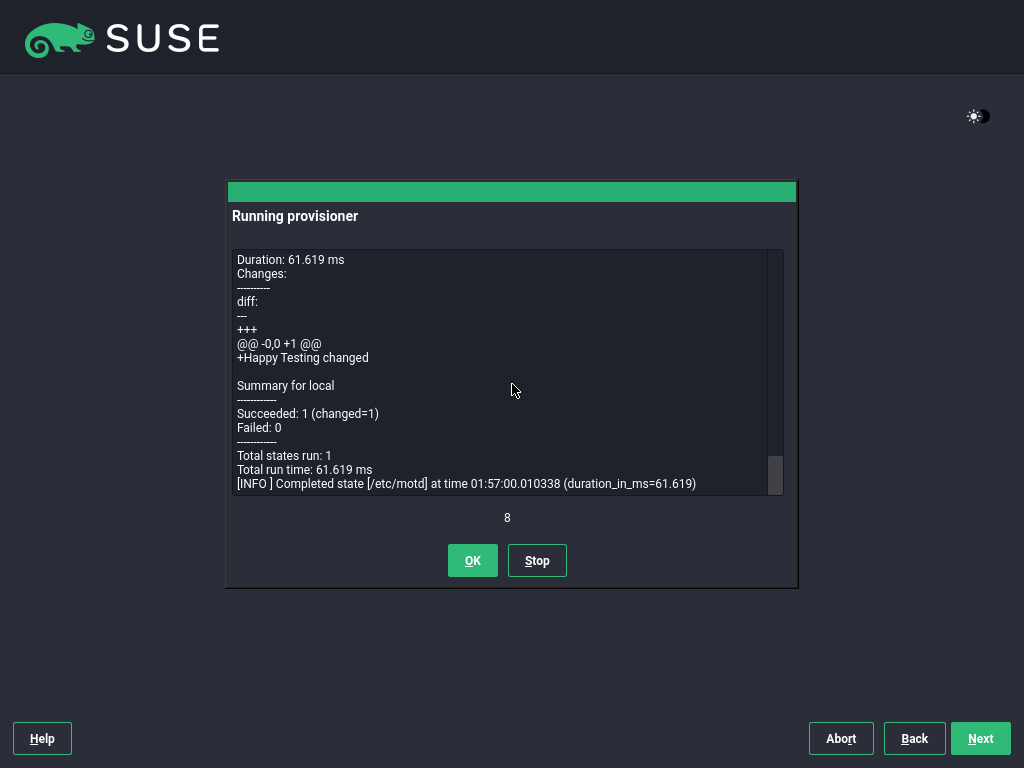 SUSE
Running provisioner
Duration: 61.619 ms
Changes:
----------
diff:
---
+++
@@ -0,0 +1 @@
+Happy Testing changed
Summary for local
------------
Succeeded: 1 (changed=1)
Failed: 0
------------
Total states run: 1
Total run time: 61.619 ms
[INFO ] Completed state [/etc/motd] at time 01:57:00.010338 (duration_in_ms=61.619)
8
OK Stop
Help Abort Back Next